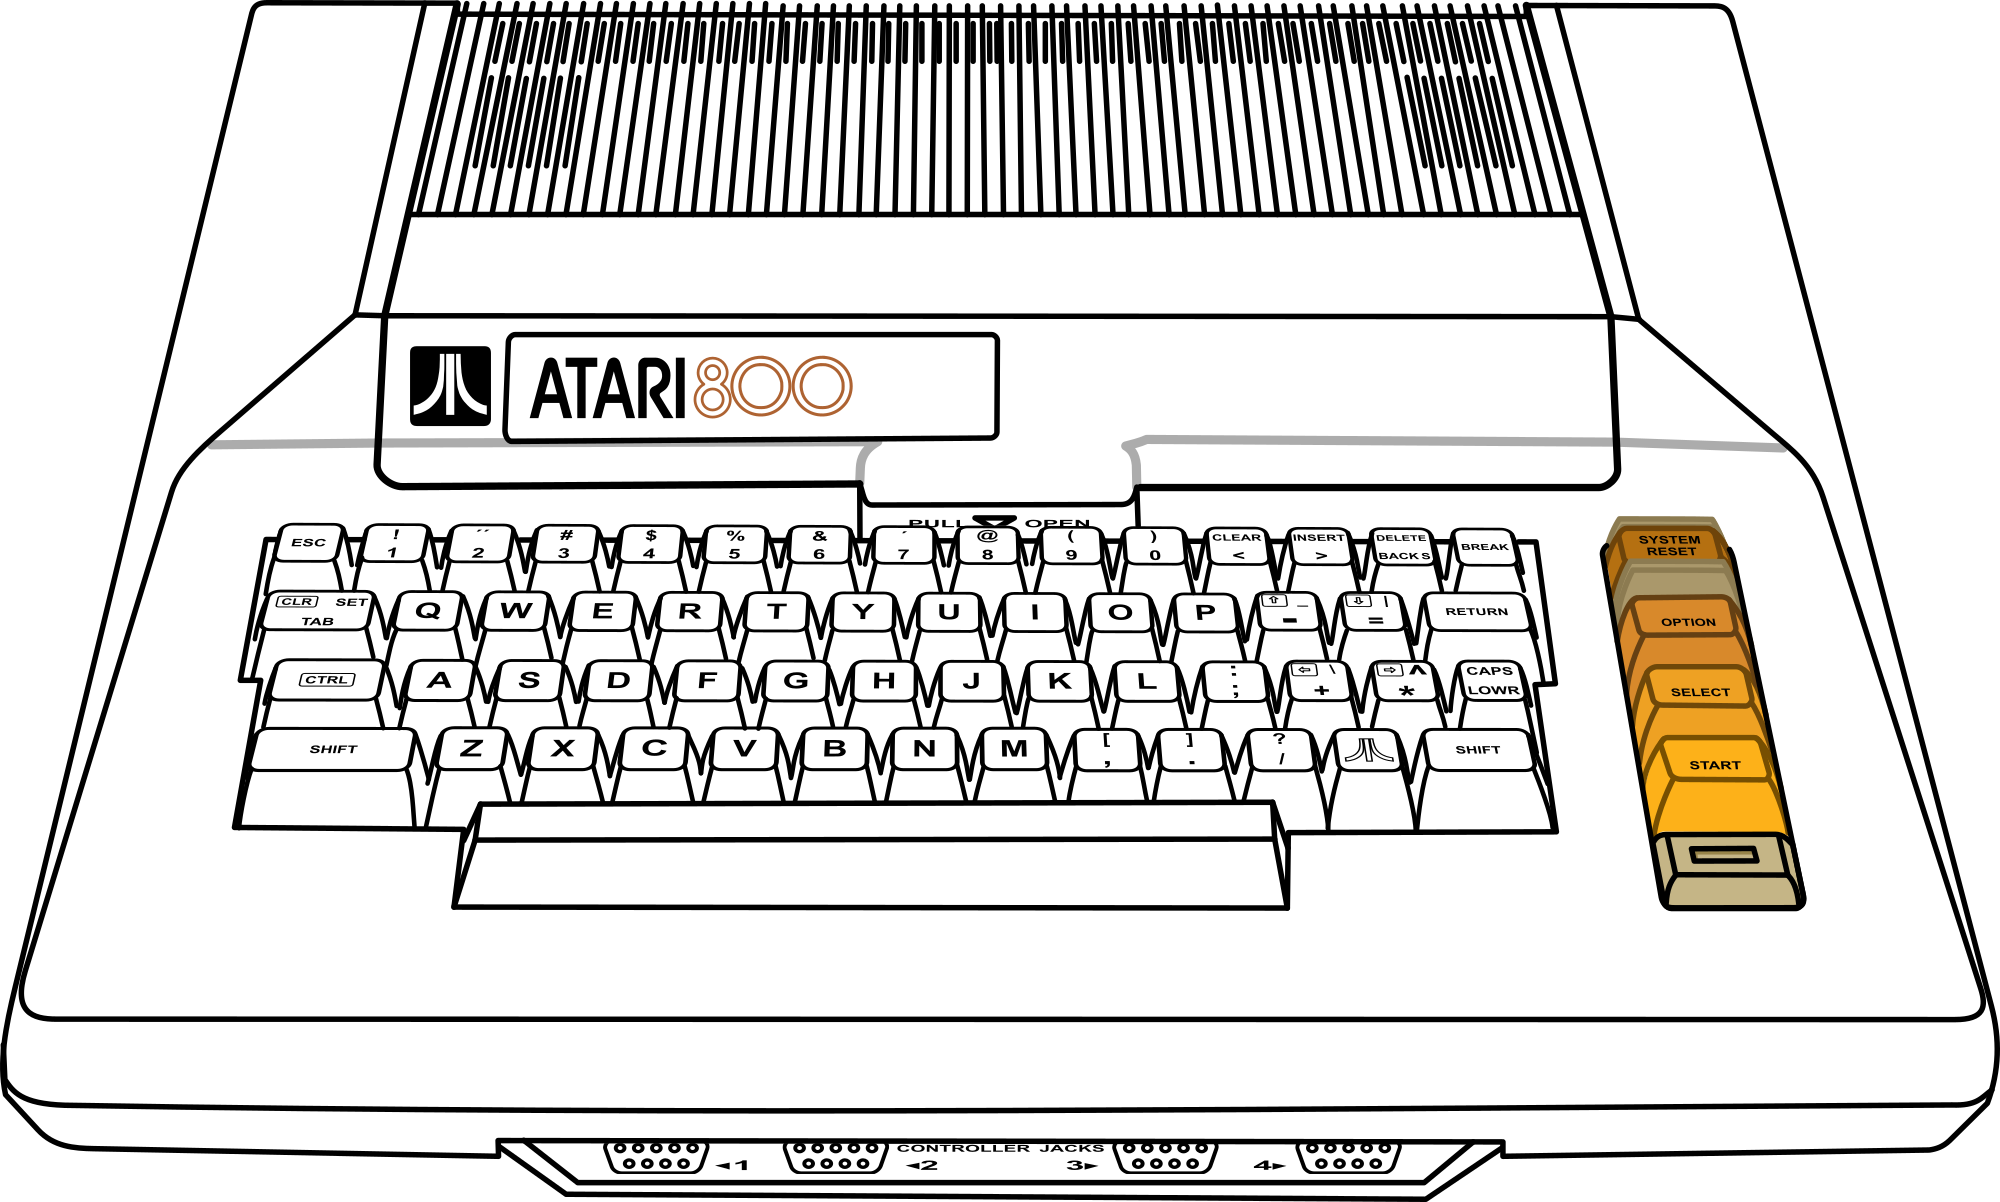 ATARI 800
PULL OPEN
ESC ! 1 ´´ 2 # 3 $ 4 % 5 & 6 ´ 7 @ 8 ( 9 ) 0 CLEAR < INSERT > DELETE BACK S BREAK
CLR SET TAB Q W E R T Y U I O P _ - | = RETURN
CTRL A S D F G H J K L : ; \ + ^ * CAPS LOWR
SHIFT Z X C V B N M [ , ] . ? / SHIFT
SYSTEM
RESET
OPTION
SELECT
START
CONTROLLER JACKS
◄1 ◄2 3► 4►